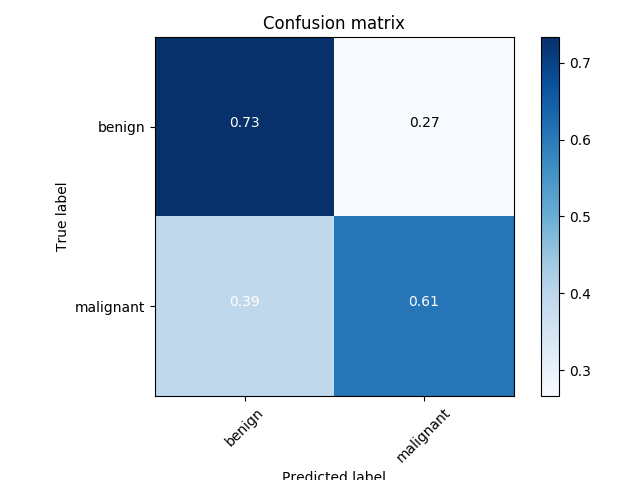 Confusion matrix
True label
benign
malignant
0.73
0.27
0.39
0.61
benign
malignant
Predicted label
0.7
0.6
0.5
0.4
0.3